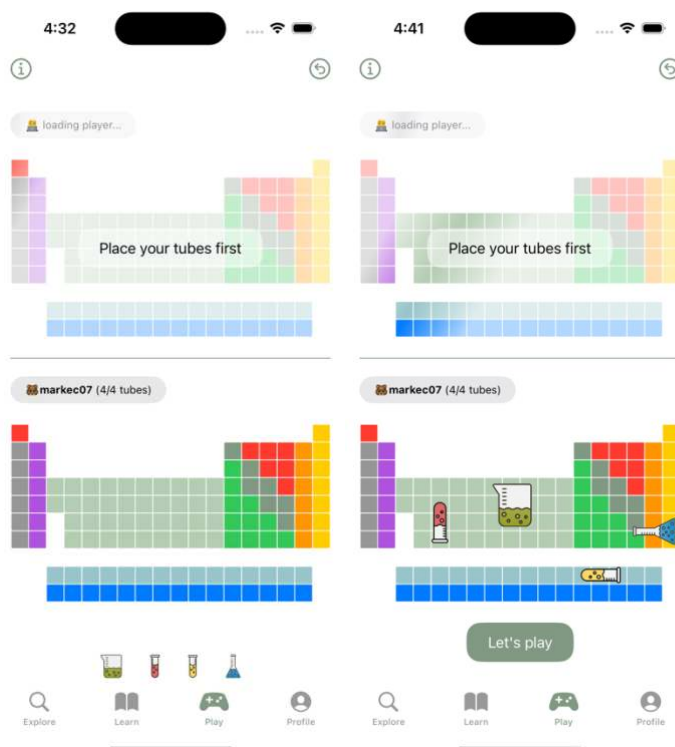 4:32
loading player...
Place your tubes first
markec07 (4/4 tubes)
Explore
Learn
Play
Profile
4:41
loading player...
Place your tubes first
markec07 (4/4 tubes)
Let's play
Explore
Learn
Play
Profile